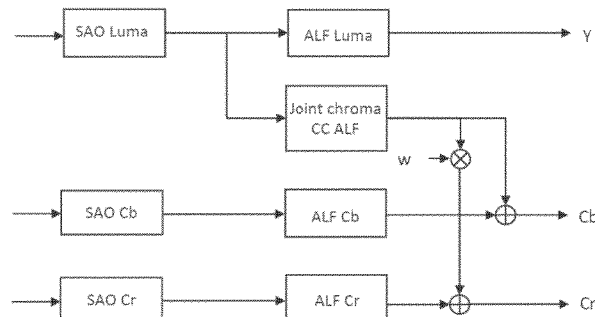 SAO Luma
ALF Luma
Y
Joint chroma
CC ALF
w
SAO Cb
ALF Cb
Cb
SAO Cr
ALF Cr
Cr